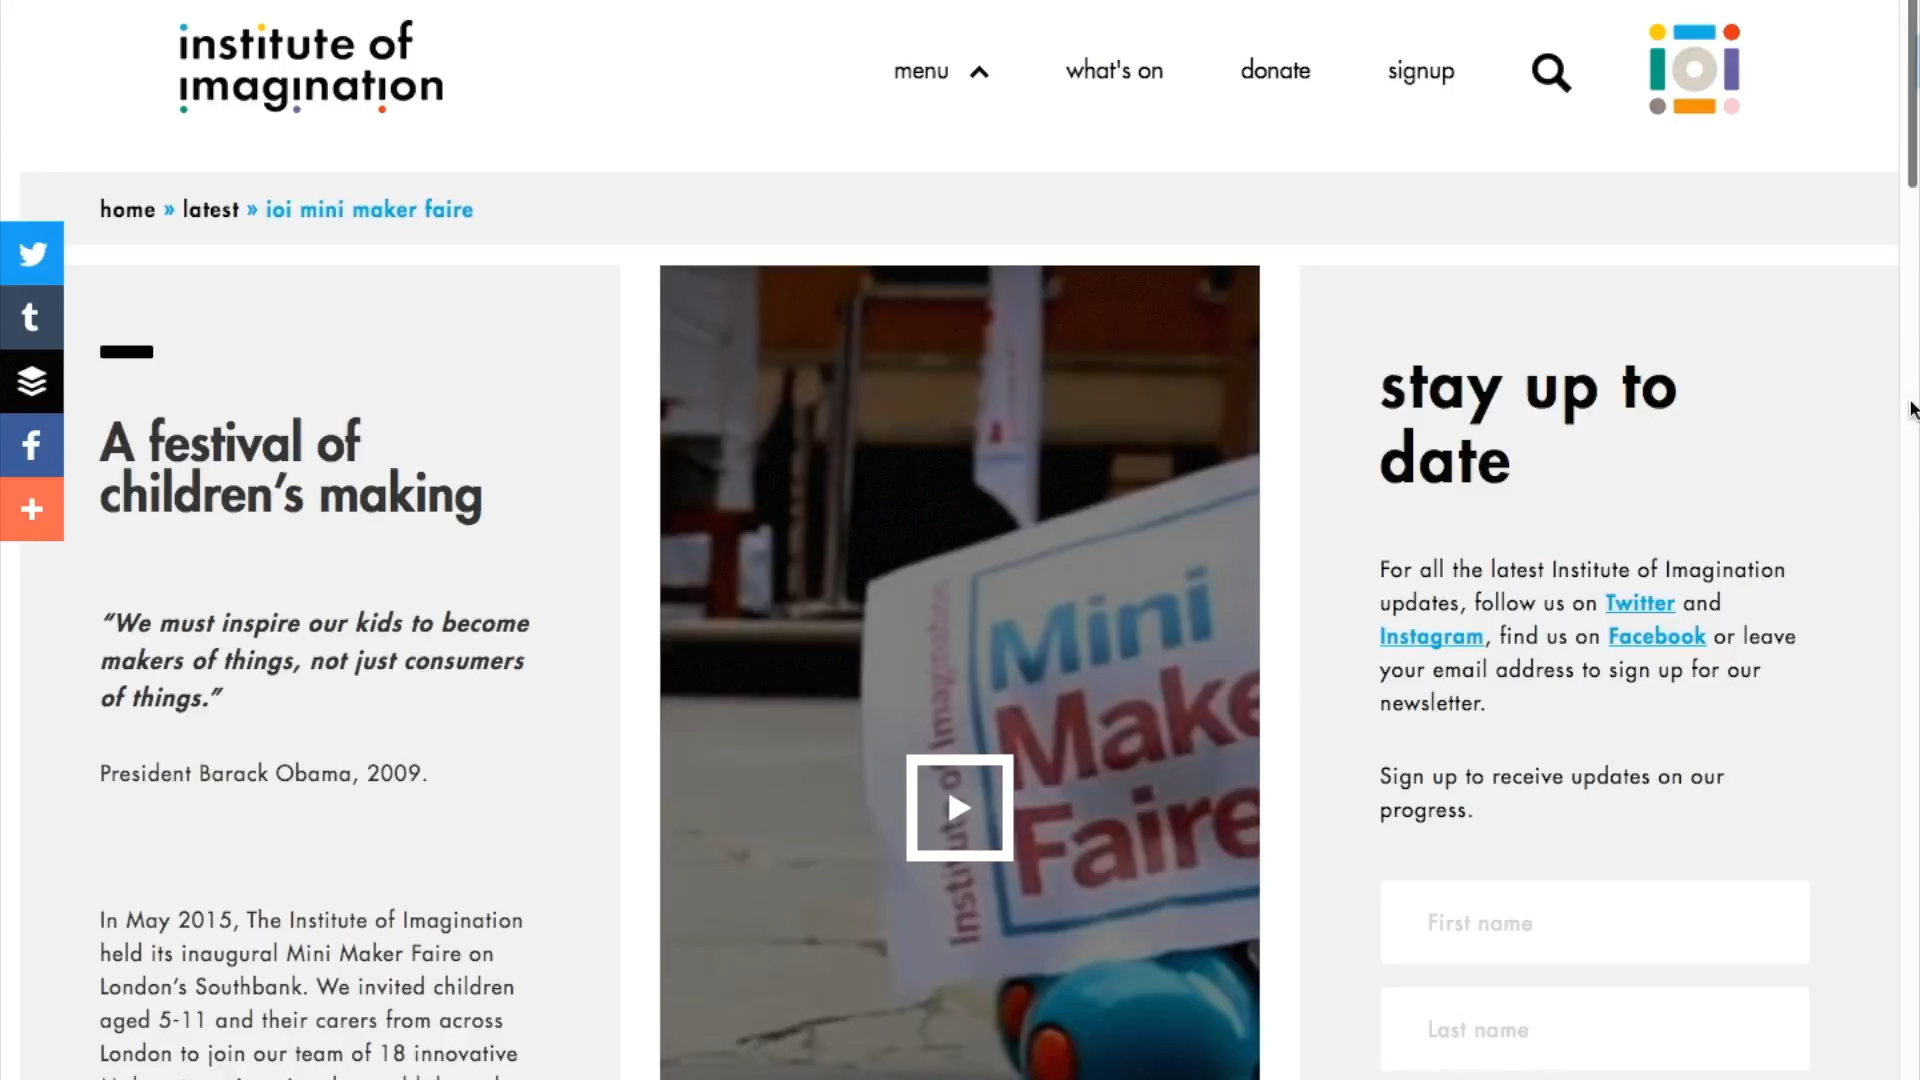 institute of
imagination
menu
what's on
donate
signup
home » latest » ioi mini maker faire
A festival of
children's making
"We must inspire our kids to become
makers of things, not just consumers
of things."
President Barack Obama, 2009.
In May 2015, The Institute of Imagination
held its inaugural Mini Maker Faire on
London's Southbank. We invited children
aged 5-11 and their carers from across
London to join our team of 18 innovative
Institute of Imagination
Mini
Make
Faire
stay up to
date
For all the latest Institute of Imagination
updates, follow us on Twitter and
Instagram, find us on Facebook or leave
your email address to sign up for our
newsletter.
Sign up to receive updates on our
progress.
First name
Last name